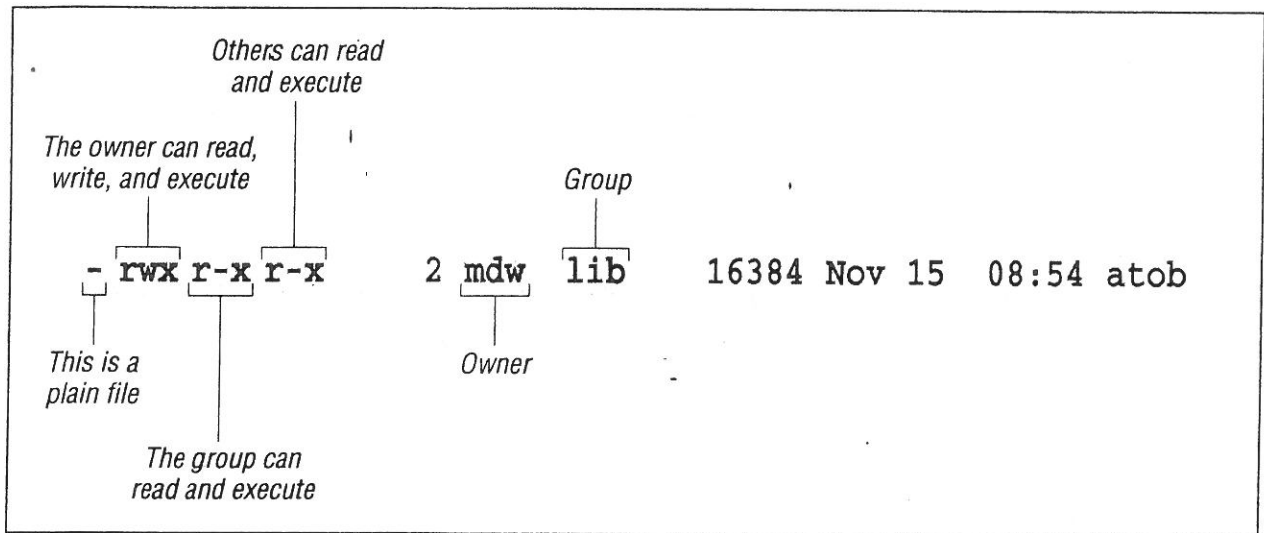 Others can read
and execute
The owner can read,
write, and execute
Group
- rwx r-x r-x 2 mdw lib 16384 Nov 15 08:54 atob
This is a
plain file
Owner
The group can
read and execute